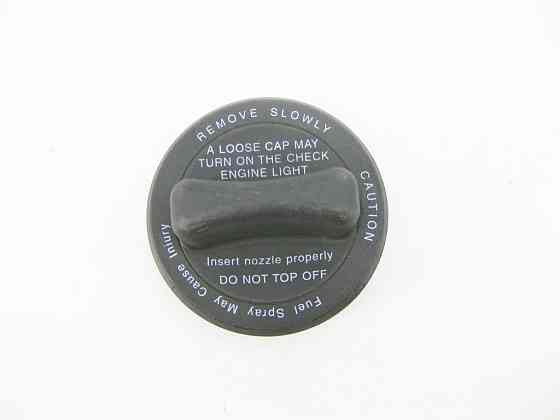 REMOVE SLOWLY
A LOOSE CAP MAY
TURN ON THE CHECK
ENGINE LIGHT
CAUTION
Insert nozzle properly
DO NOT TOP OFF
Fuel Spray May Cause Injury